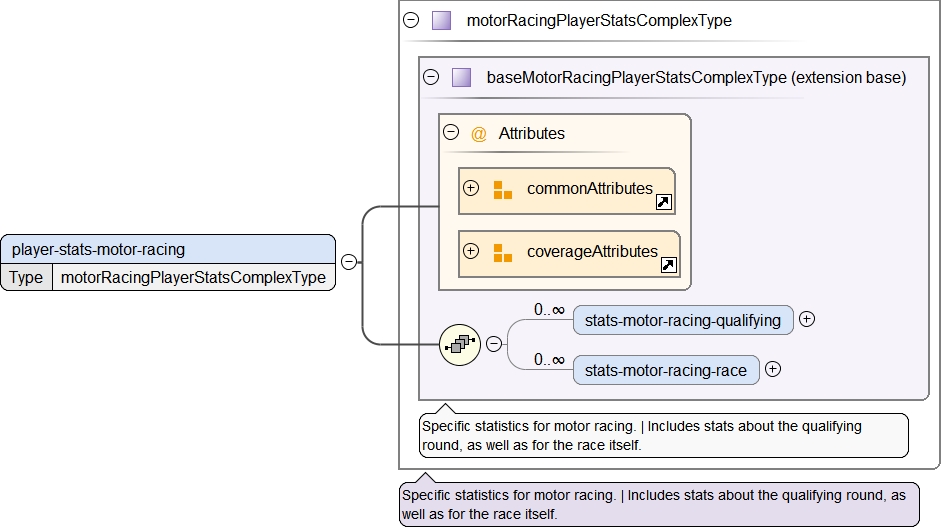 motorRacingPlayerStatsComplexType
baseMotorRacingPlayerStatsComplexType (extension base)
@ Attributes
commonAttributes
coverageAttributes
player-stats-motor-racing
Type motorRacingPlayerStatsComplexType
0..∞
stats-motor-racing-qualifying
0..∞
stats-motor-racing-race
Specific statistics for motor racing. | Includes stats about the qualifying
round, as well as for the race itself.
Specific statistics for motor racing. | Includes stats about the qualifying round, as
well as for the race itself.